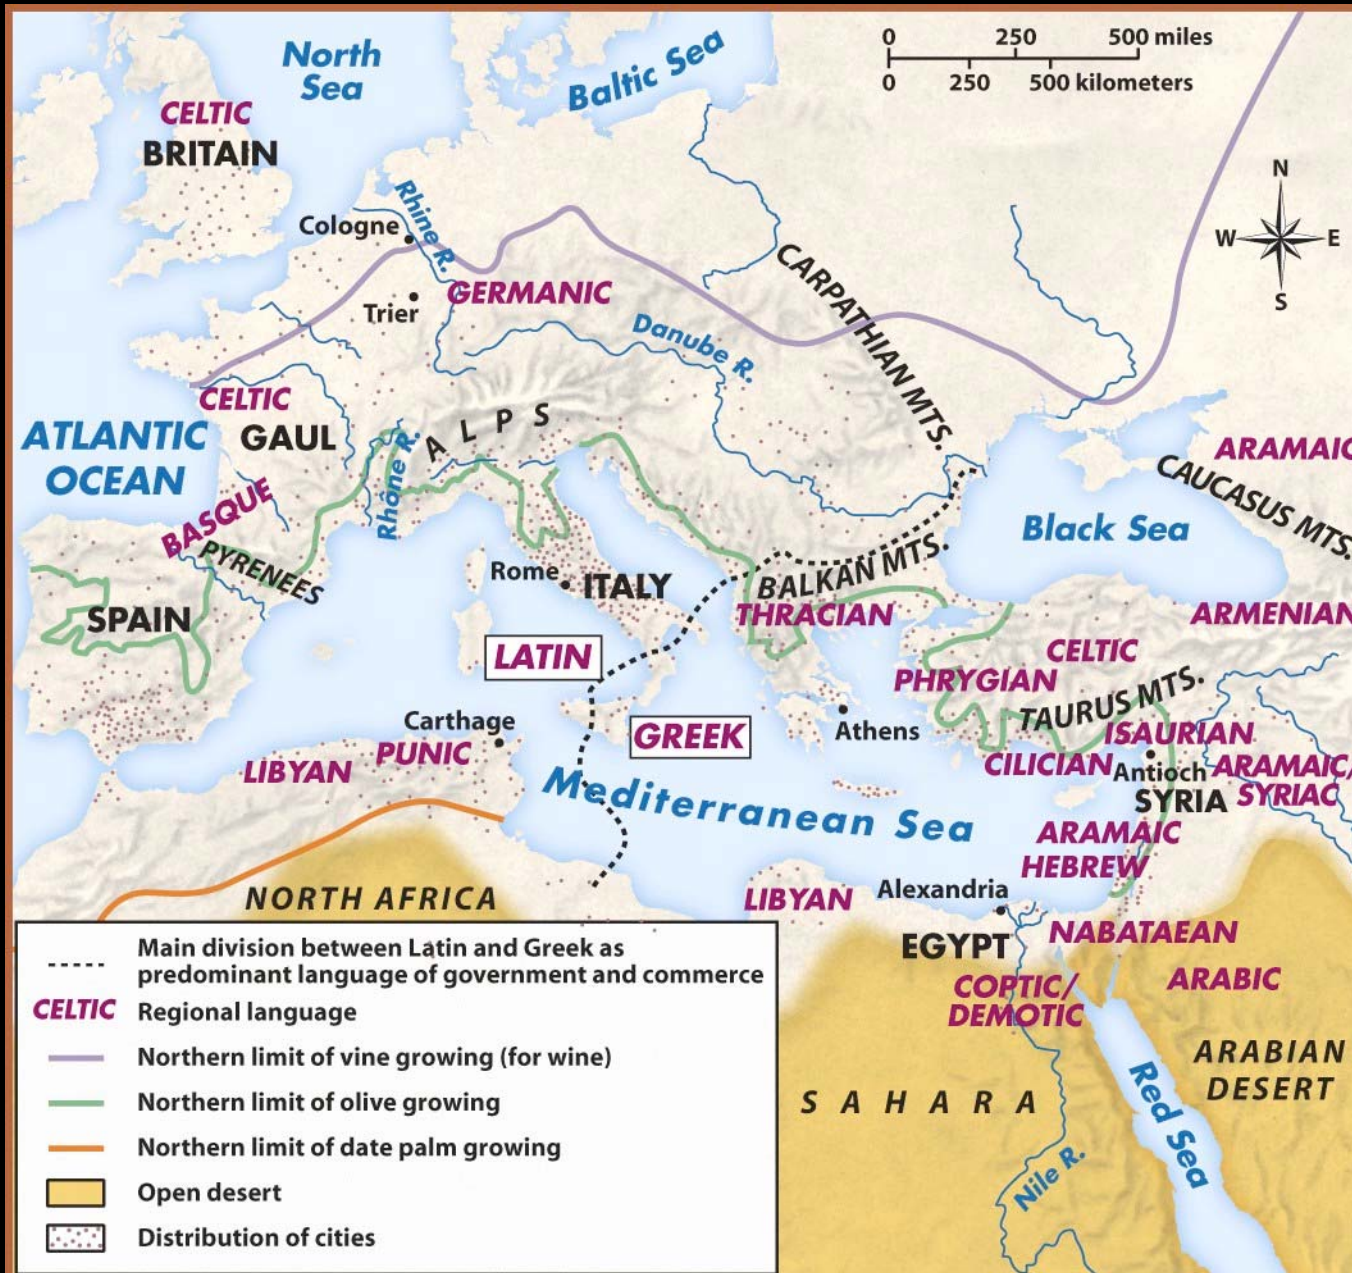 North
Sea
Baltic Sea
0 250 500 miles
0 250 500 kilometers
CELTIC
BRITAIN
N
W E
S
Rhine R.
Cologne
Trier
GERMANIC
CARPATHIAN MTS.
Danube R.
CELTIC
GAUL
ALPS
ATLANTIC
OCEAN
Rhône R.
BASQUE
PYRENEES
ARAMAIC
CAUCASUS MTS.
Black Sea
Rome
ITALY
BALKAN MTS.
THRACIAN
SPAIN
ARMENIAN
LATIN
CELTIC
PHRYGIAN
TAURUS MTS.
Carthage
GREEK
Athens
PUNIC
LIBYAN
ISAURIAN
CILICIAN
Antioch
ARAMAIC/
SYRIAC
SYRIA
Mediterranean Sea
ARAMAIC
HEBREW
NORTH AFRICA
LIBYAN
Alexandria
EGYPT
NABATAEAN
COPTIC/
DEMOTIC
ARABIC
ARABIAN
DESERT
SAHARA
Red Sea
Nile R.
Main division between Latin and Greek as
predominant language of government and commerce
CELTIC Regional language
Northern limit of vine growing (for wine)
Northern limit of olive growing
Northern limit of date palm growing
Open desert
Distribution of cities